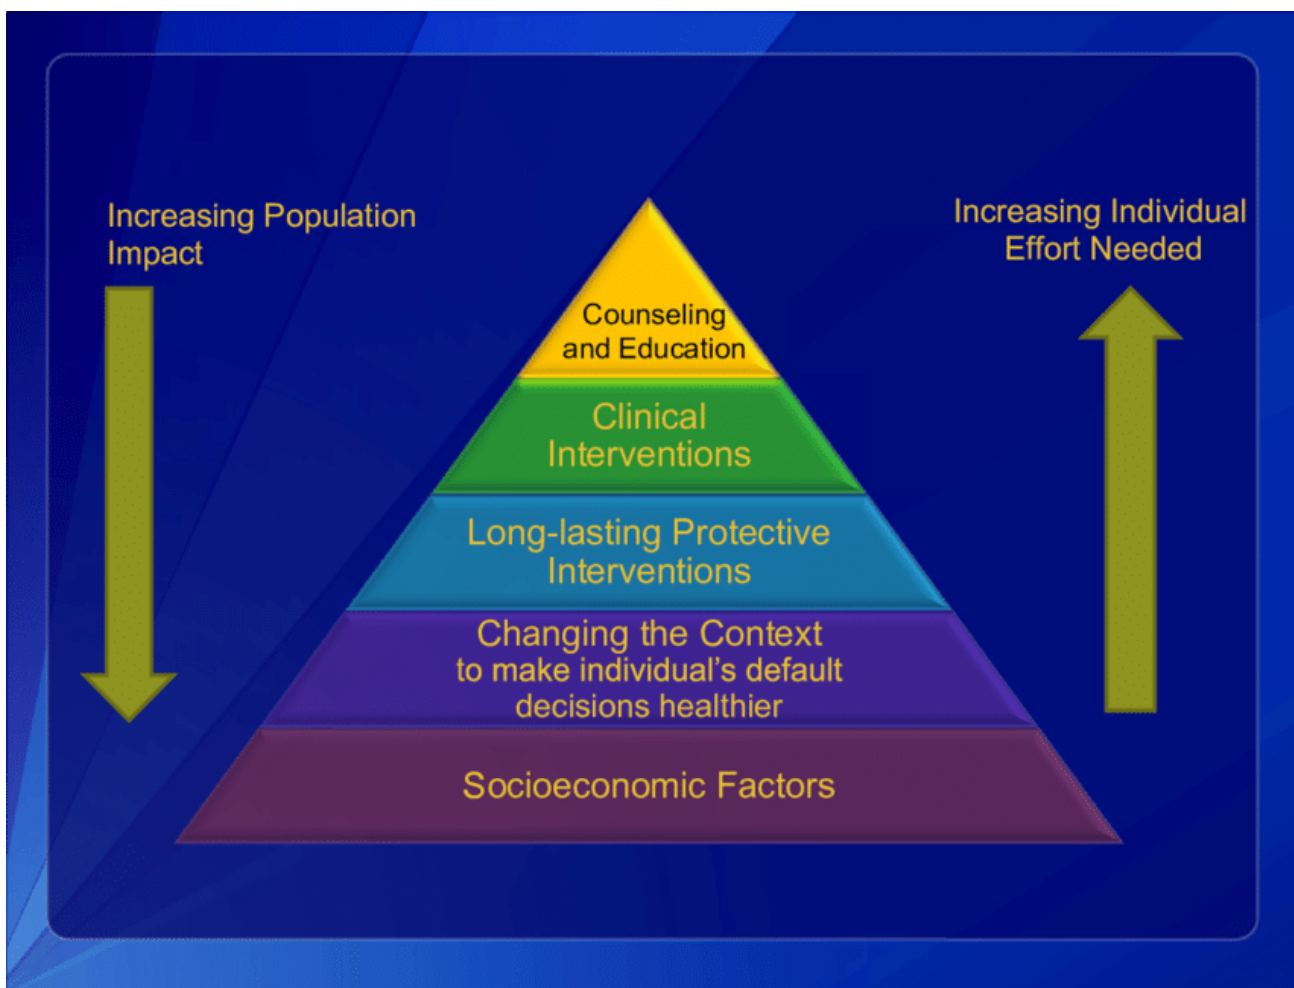 Increasing Population
Impact
Increasing Individual
Effort Needed
Counseling
and Education
Clinical
Interventions
Long-lasting Protective
Interventions
Changing the Context
to make individual's default
decisions healthier
Socioeconomic Factors